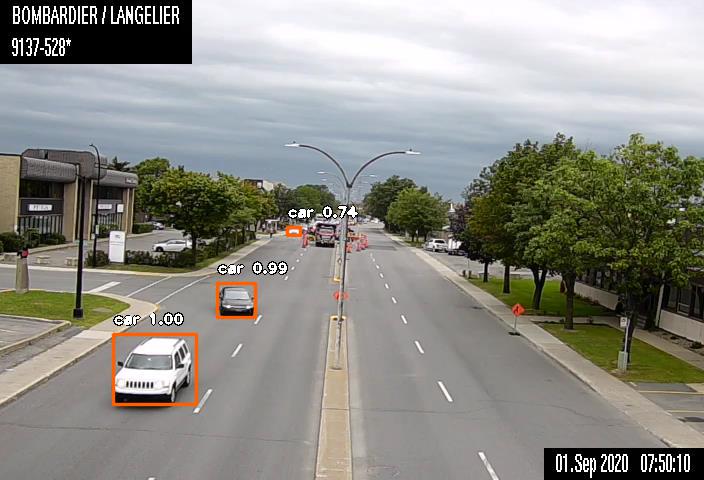 BOMBARDIER / LANGELIER
9137-528*
car 0.74
car 0.99
car 1.00
01.Sep 2020 07:50:10